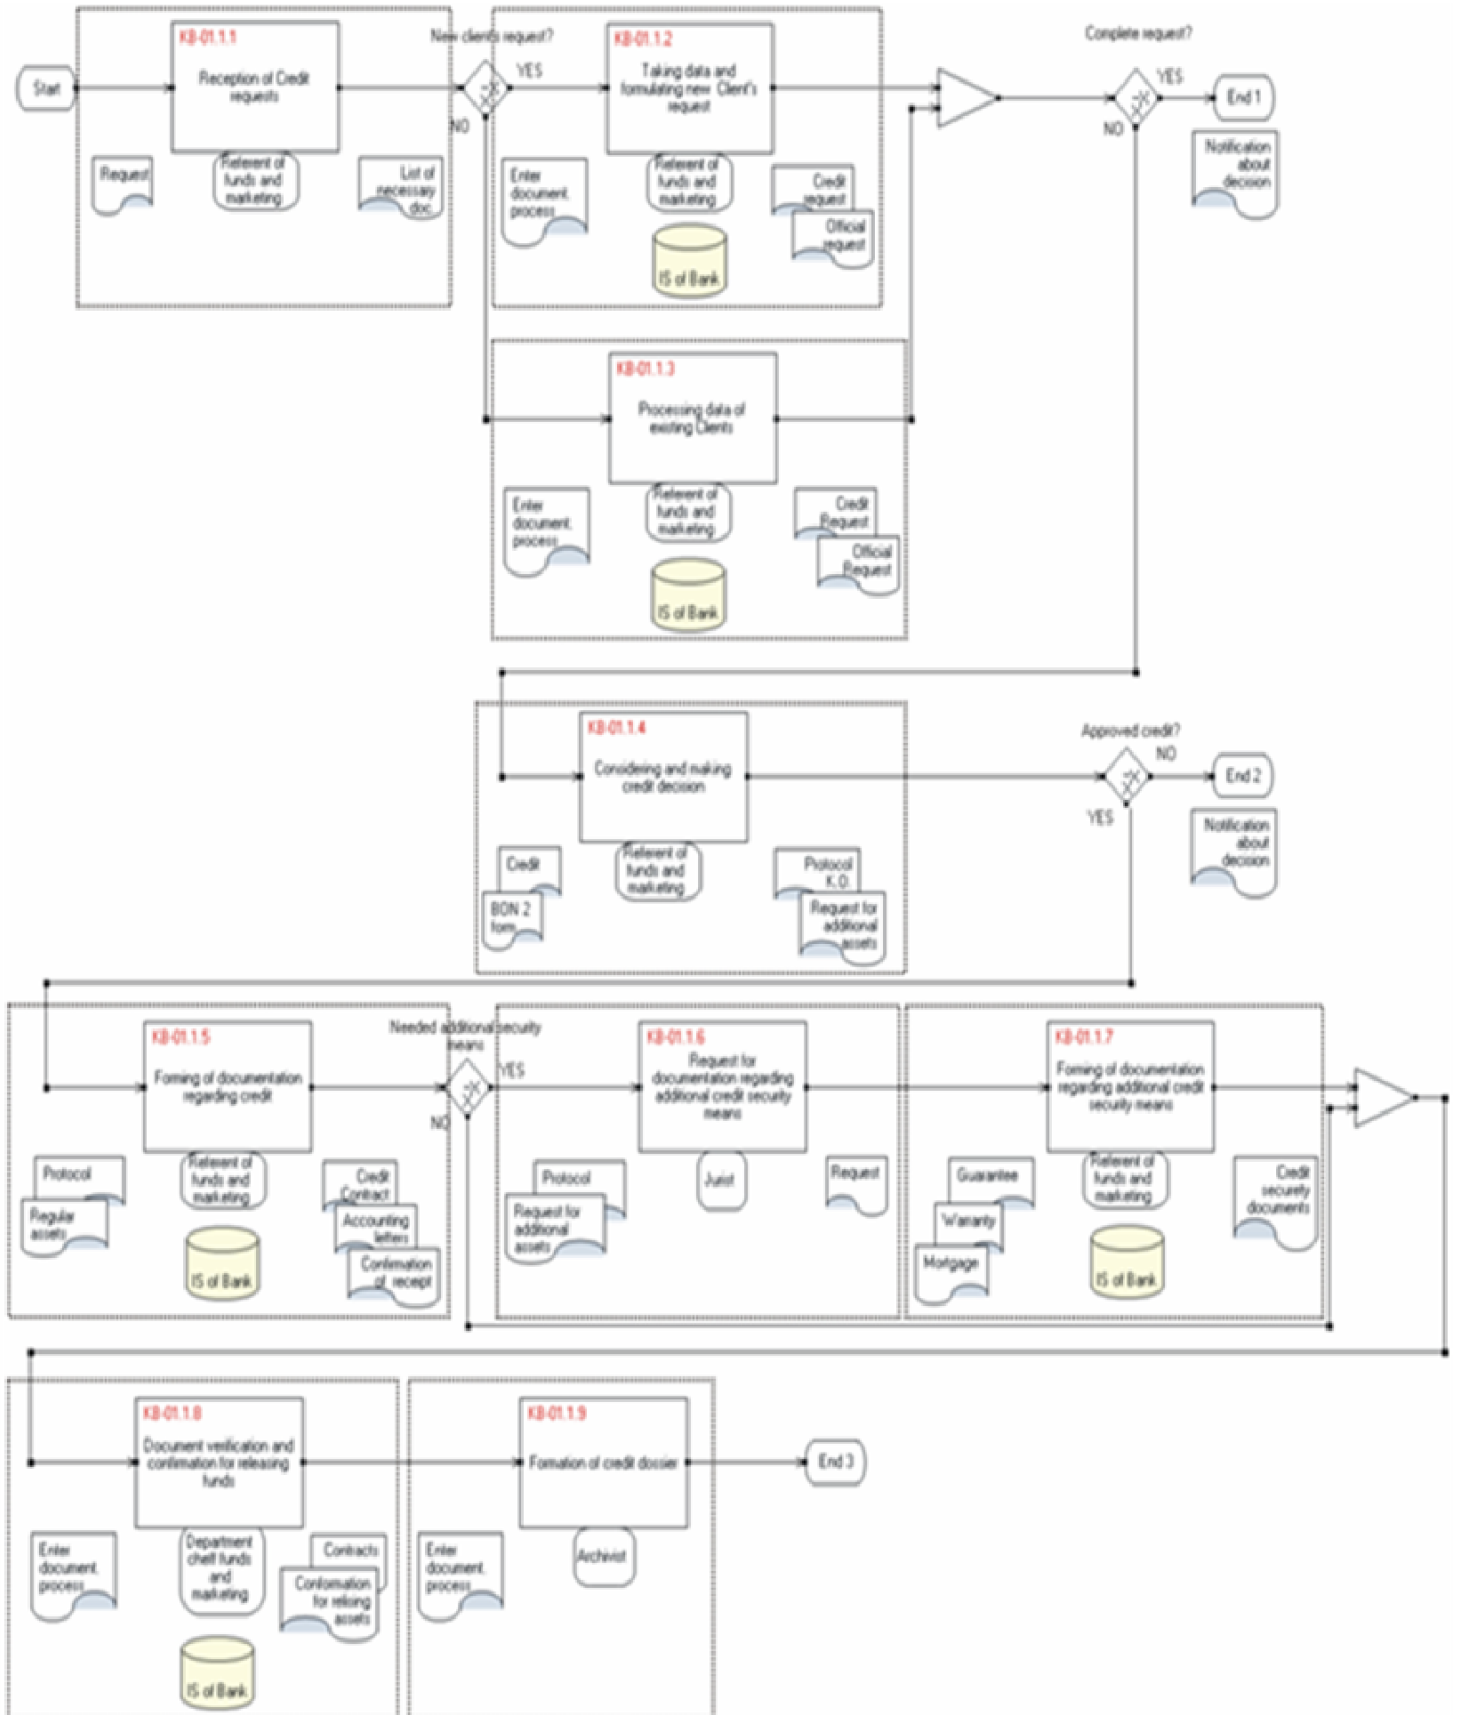 KB-01.1.1
Reception of Credit
requests
Start
Request
Referent of
funds and
marketing
List of
necessary
doc.
New client's request?
YES
NO
KB-01.1.2
Taking data and
formulating new Client's
request
Enter
document.
process
Referent of
funds and
marketing
IS of Bank
Credit
request
Official
request
Complete request?
YES
NO
End 1
Notification
about
decision
KB-01.1.3
Processing data of
existing Clients
Enter
document.
process
Referent of
funds and
marketing
IS of Bank
Credit
Request
Official
Request
KB-01.1.4
Considering and making
credit decision
Credit
BON 2
form
Referent of
funds and
marketing
Protocol
K.O.
Request for
additional
assets
Approved credit?
NO
YES
End 2
Notification
about
decision
KB-01.1.5
Forming of documentation
regarding credit
Protocol
Regular
assets
Referent of
funds and
marketing
IS of Bank
Credit
Contract
Accounting
letters
Confirmation
of receipt
Needed additional security
means
YES
NO
KB-01.1.6
Request for
documentation regarding
additional credit security
means
Protocol
Request for
additional
assets
Jurist
Request
KB-01.1.7
Forming of documentation
regarding additional credit
security means
Guarantee
Warranty
Mortgage
Referent of
funds and
marketing
IS of Bank
Credit
securety
documents
KB-01.1.8
Document verification and
confirmation for releasing
funds
Enter
document.
process
Department
cheff funds
and
marketing
IS of Bank
Contracts
Conformation
for relising
assets
KB-01.1.9
Formation of credit dossier
Enter
document.
process
Archivist
End 3